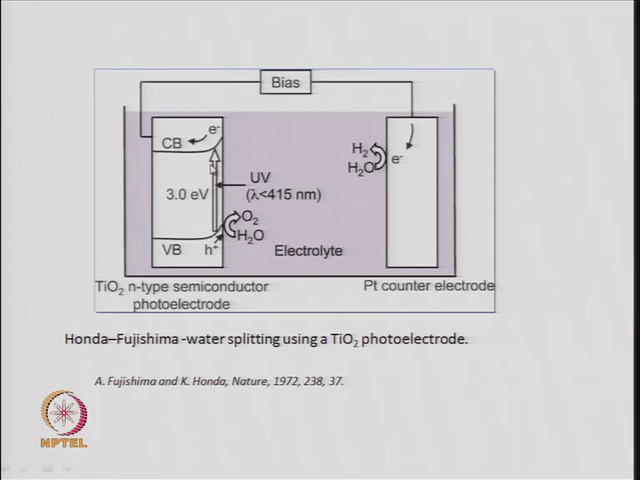 Bias
CB
e⁻
3.0 eV
UV
(λ<415 nm)
O₂
H₂O
VB
h⁺
Electrolyte
H₂
H₂O
e⁻
TiO₂ n-type semiconductor
photoelectrode
Pt counter electrode
Honda–Fujishima -water splitting using a TiO₂ photoelectrode.
A. Fujishima and K. Honda, Nature, 1972, 238, 37.
NPTEL